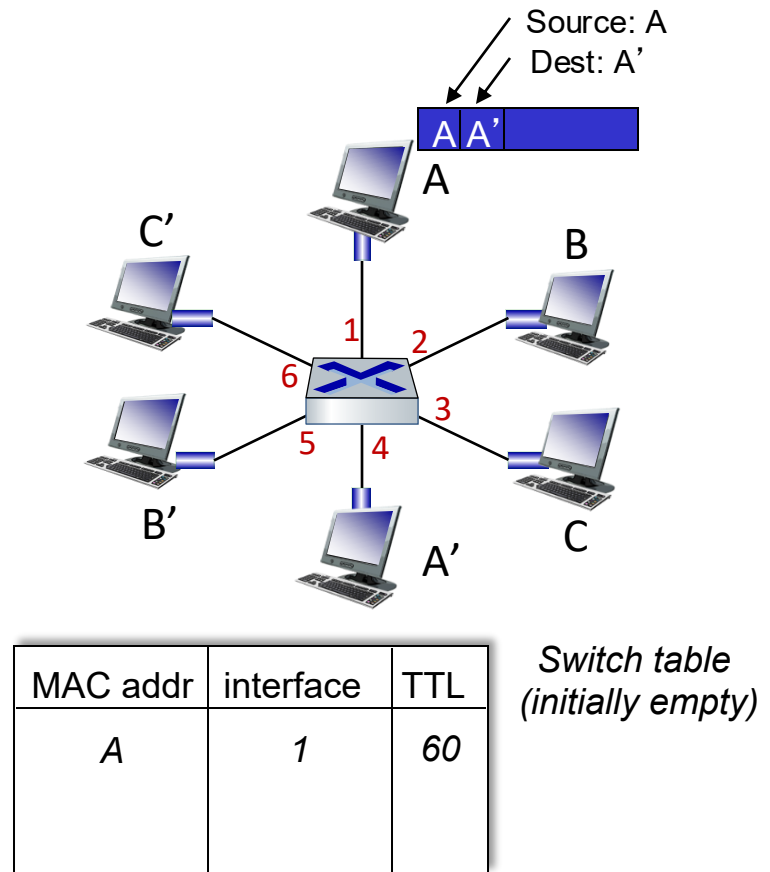 Source: A
Dest: A’
A A’
A
C’
B
1
2
6
3
5
4
B’
C
A’
Switch table
(initially empty)
MAC addr interface TTL
A 1 60